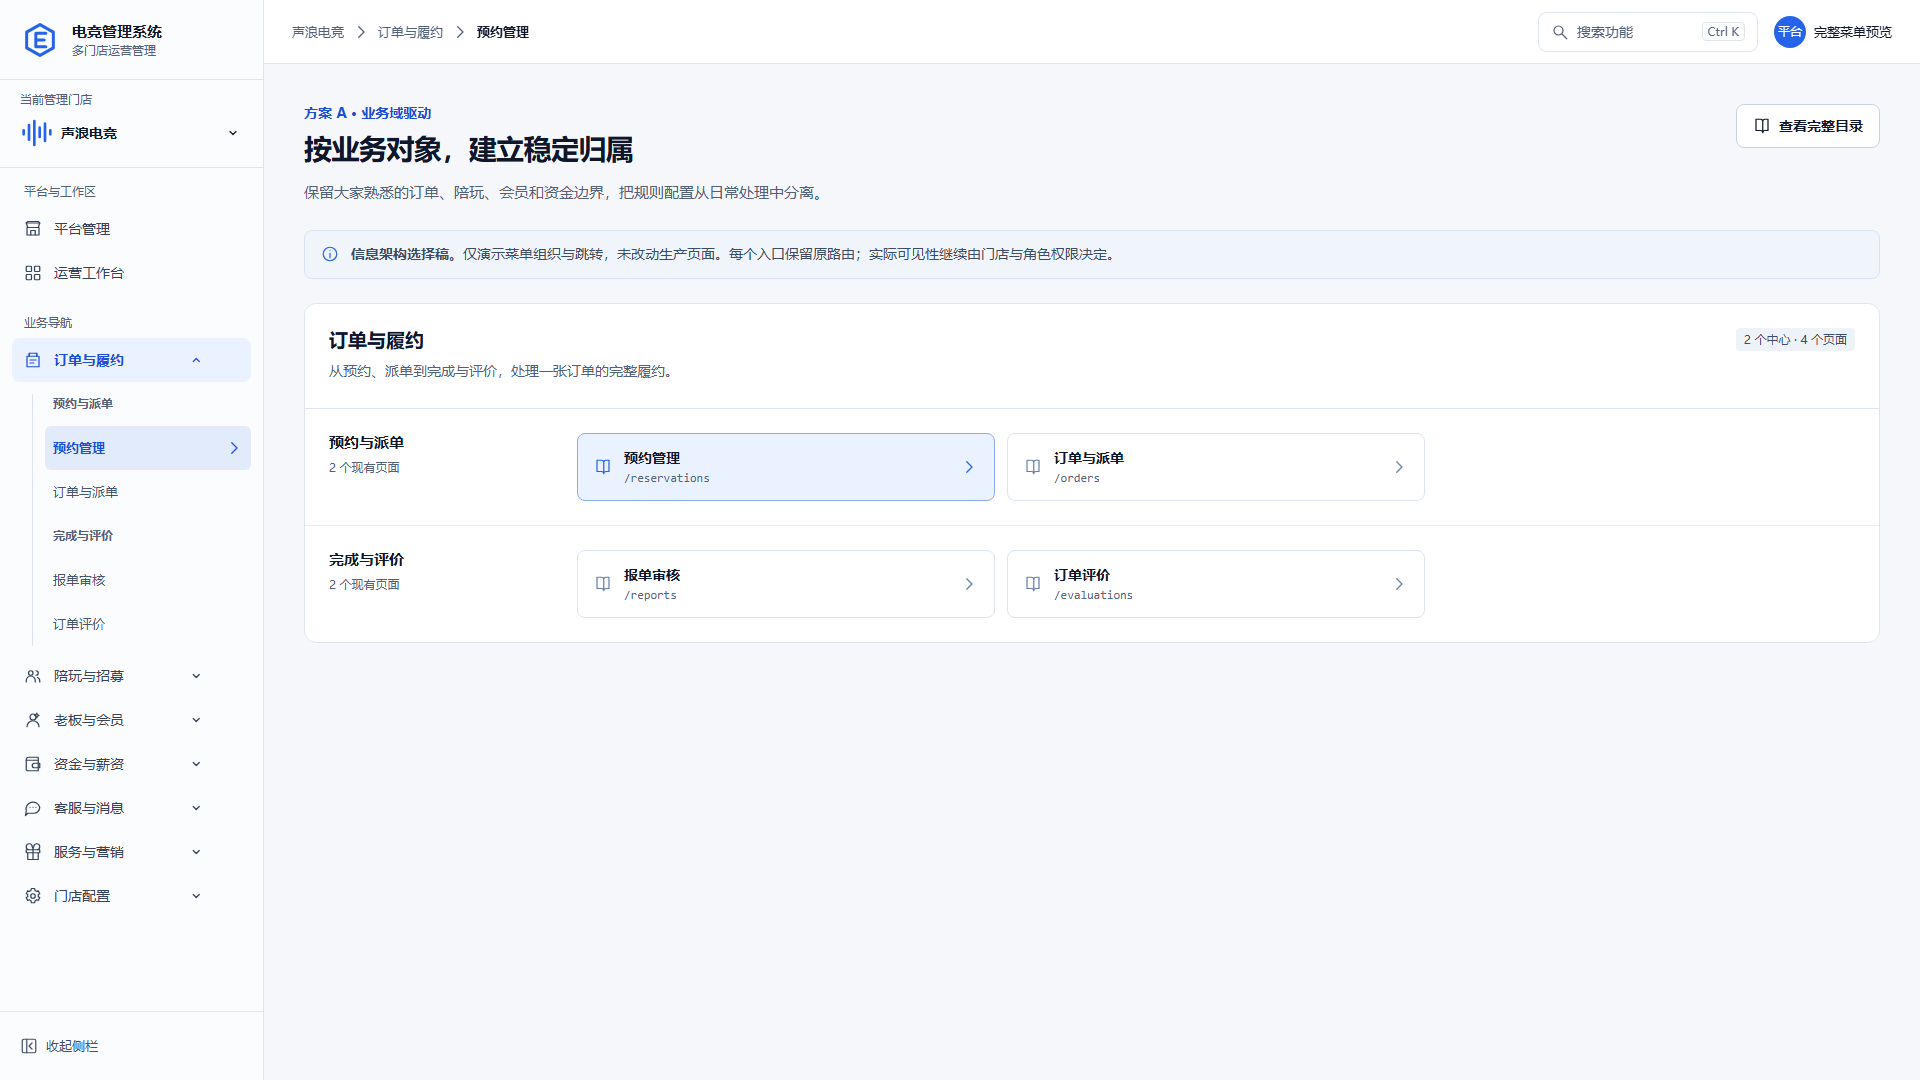 电竞管理系统
多门店运营管理
当前管理门店
声浪电竞
平台与工作区
平台管理
运营工作台
业务导航
订单与履约
预约与派单
预约管理
订单与派单
完成与评价
报单审核
订单评价
陪玩与招募
老板与会员
资金与薪资
客服与消息
服务与营销
门店配置
收起侧栏
声浪电竞 订单与履约 预约管理
搜索功能 Ctrl K
平台 完整菜单预览
方案 A • 业务域驱动
按业务对象，建立稳定归属
保留大家熟悉的订单、陪玩、会员和资金边界，把规则配置从日常处理中分离。
查看完整目录
信息架构选择稿。仅演示菜单组织与跳转，未改动生产页面。每个入口保留原路由；实际可见性继续由门店与角色权限决定。
订单与履约
从预约、派单到完成与评价，处理一张订单的完整履约。
2 个中心 · 4 个页面
预约与派单
2 个现有页面
预约管理
/reservations
订单与派单
/orders
完成与评价
2 个现有页面
报单审核
/reports
订单评价
/evaluations